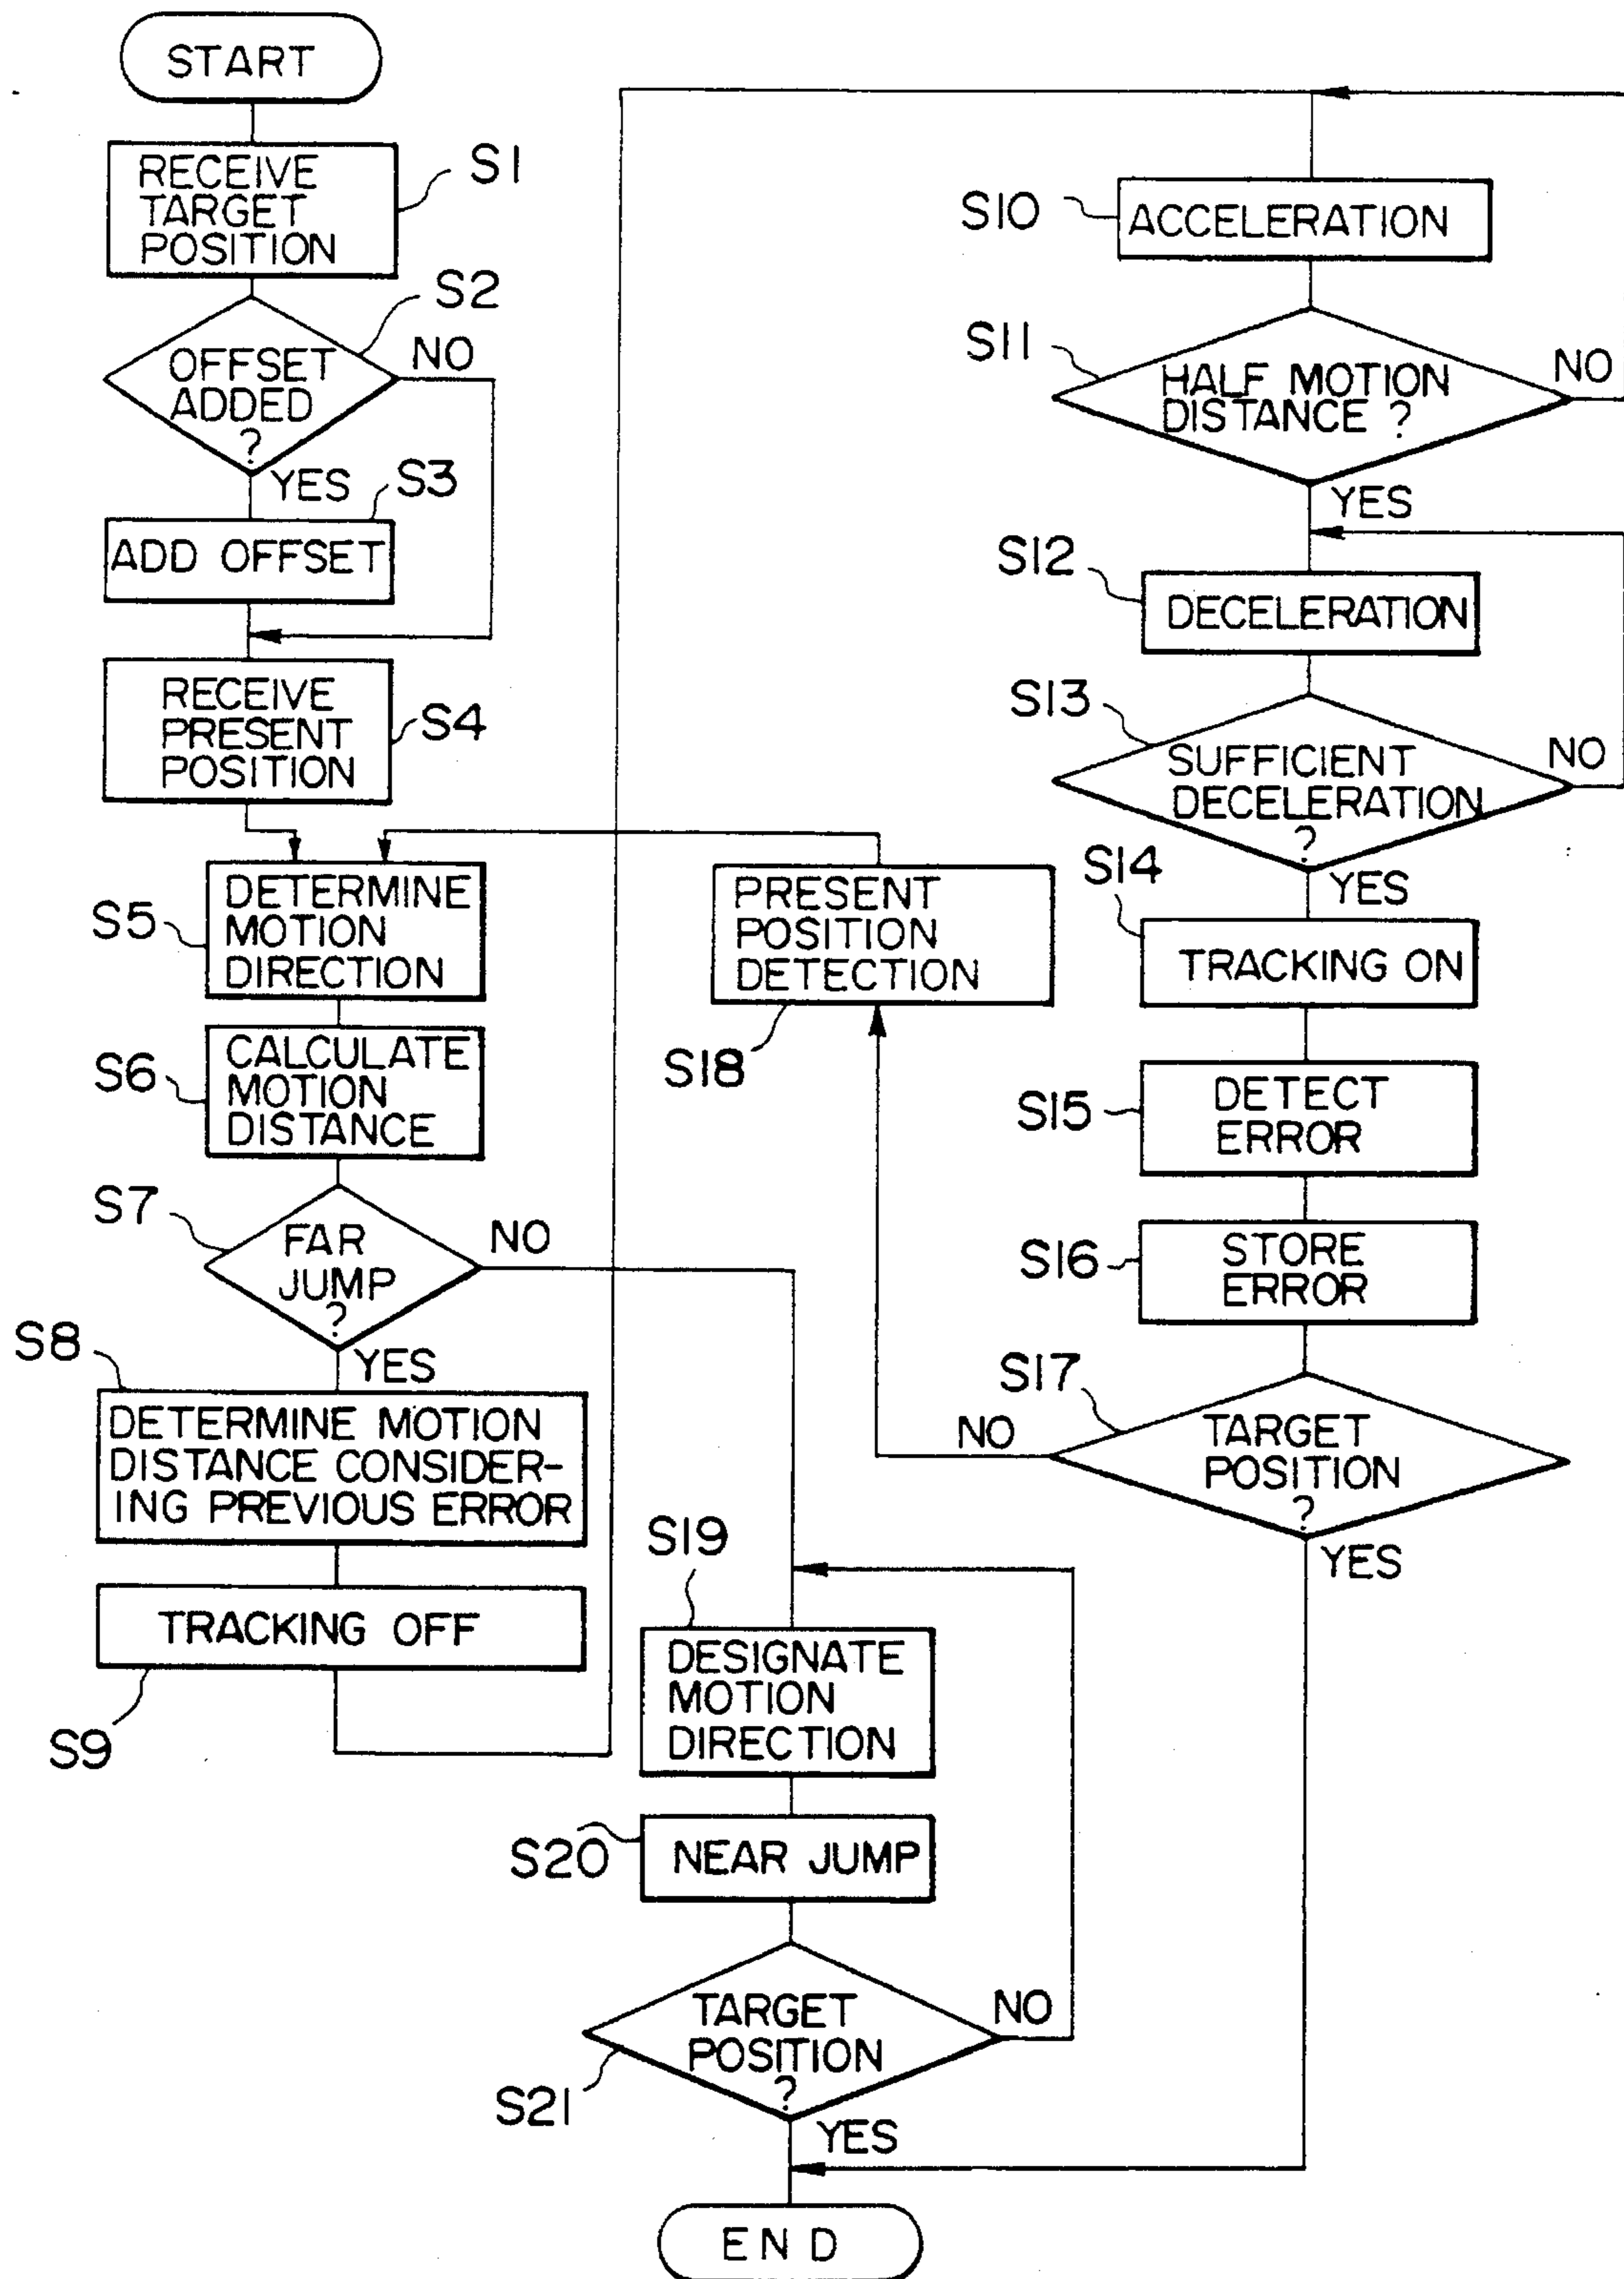 START
RECEIVE
TARGET
POSITION
S1
S2
OFFSET
ADDED
?
NO
YES
S3
ADD OFFSET
RECEIVE
PRESENT
POSITION
S4
S5
DETERMINE
MOTION
DIRECTION
S6
CALCULATE
MOTION
DISTANCE
S7
FAR
JUMP
?
NO
YES
S8
DETERMINE MOTION
DISTANCE CONSIDER-
ING PREVIOUS ERROR
TRACKING OFF
S9
S10
ACCELERATION
S11
HALF MOTION
DISTANCE ?
NO
YES
S12
DECELERATION
S13
SUFFICIENT
DECELERATION
?
NO
YES
S14
TRACKING ON
S15
DETECT
ERROR
S16
STORE
ERROR
S17
TARGET
POSITION
?
NO
YES
PRESENT
POSITION
DETECTION
S18
S19
DESIGNATE
MOTION
DIRECTION
S20
NEAR JUMP
TARGET
POSITION
?
NO
S21
YES
END